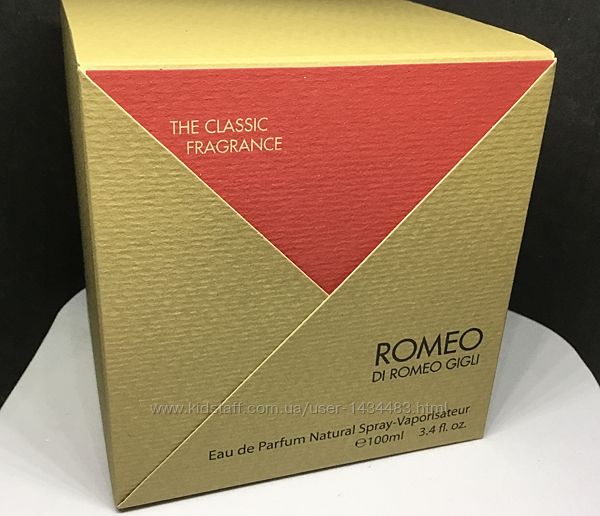 THE CLASSIC
FRAGRANCE
ROMEO
DI ROMEO GIGLI
www.kidstaff.com.ua/user-1434483.html
Eau de Parfum Natural Spray-Vaporisateur
℮100ml 3.4 fl. oz.